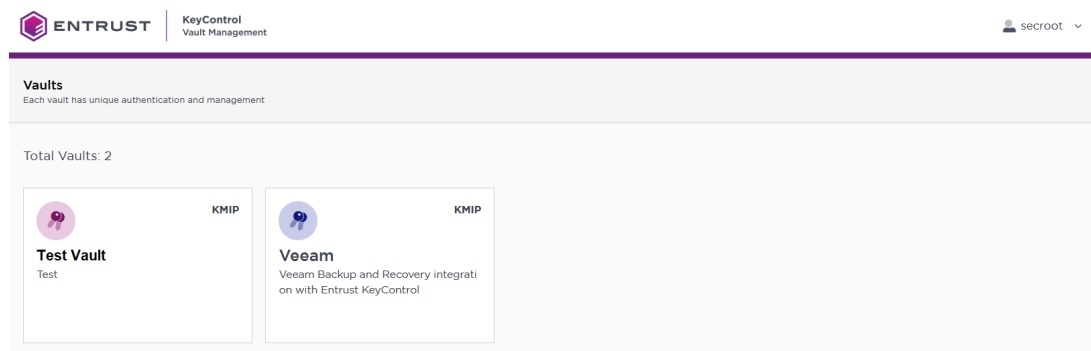 ENTRUST
KeyControl
Vault Management
secroot
Vaults
Each vault has unique authentication and management
Total Vaults: 2
KMIP
Test Vault
Test
KMIP
Veeam
Veeam Backup and Recovery integrati
on with Entrust KeyControl